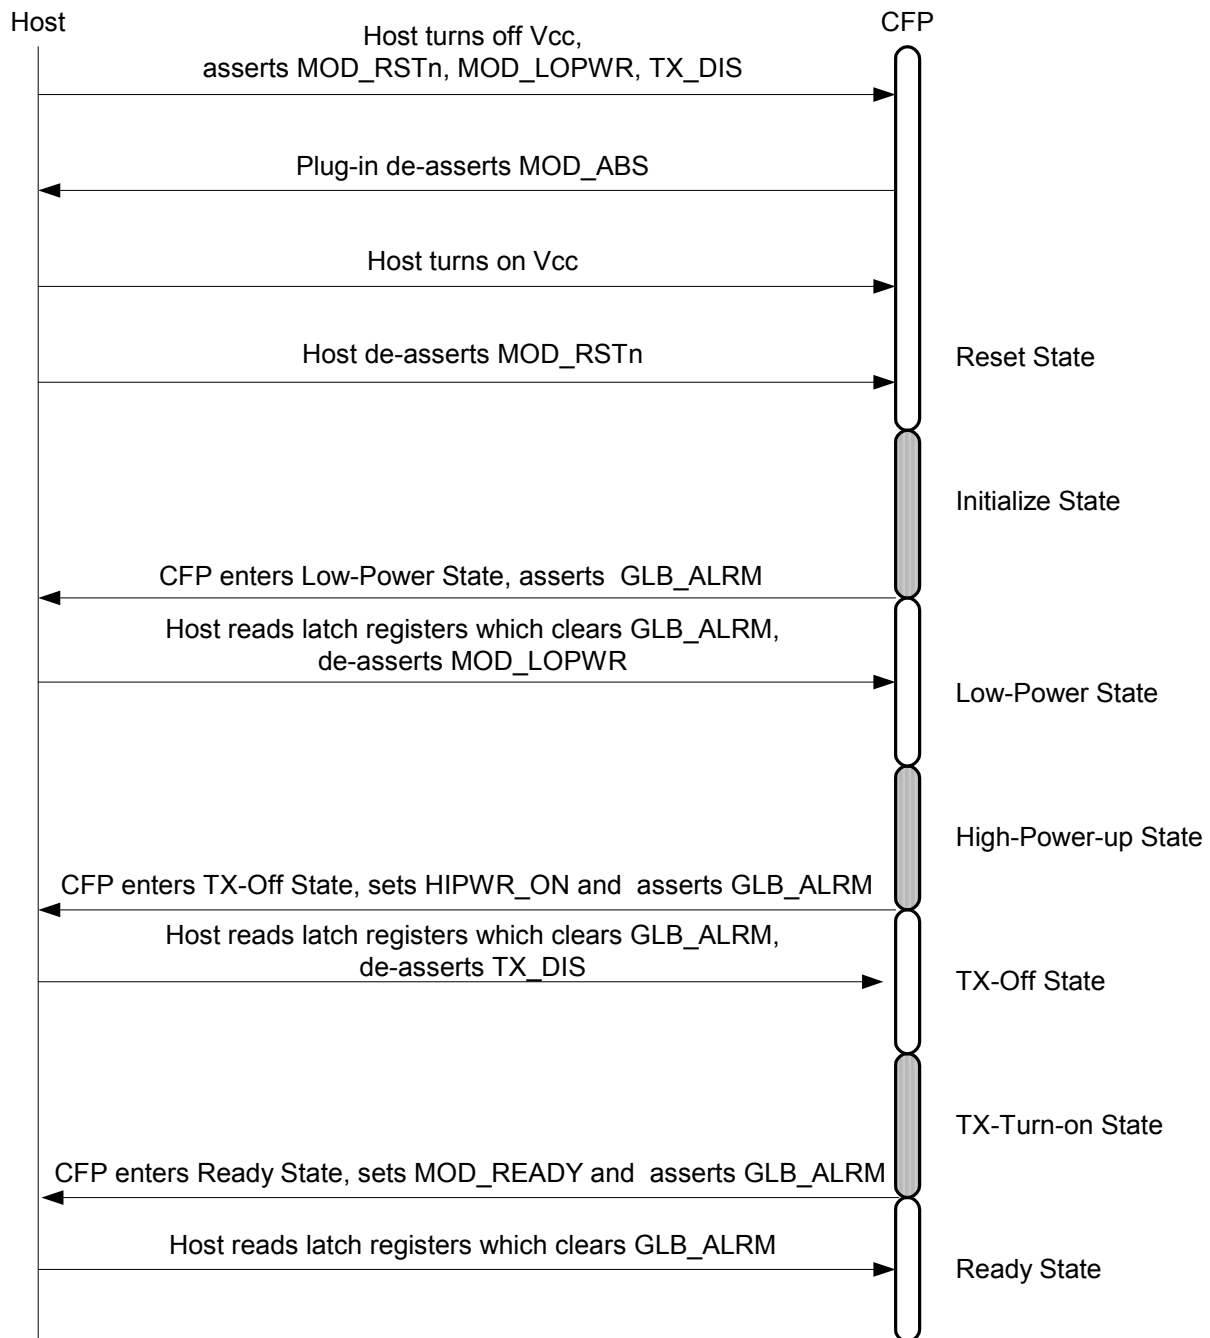 Host
CFP
Host turns off Vcc,
asserts MOD_RSTn, MOD_LOPWR, TX_DIS
Plug-in de-asserts MOD_ABS
Host turns on Vcc
Host de-asserts MOD_RSTn
Reset State
Initialize State
CFP enters Low-Power State, asserts GLB_ALRM
Host reads latch registers which clears GLB_ALRM,
de-asserts MOD_LOPWR
Low-Power State
High-Power-up State
CFP enters TX-Off State, sets HIPWR_ON and asserts GLB_ALRM
Host reads latch registers which clears GLB_ALRM,
de-asserts TX_DIS
TX-Off State
TX-Turn-on State
CFP enters Ready State, sets MOD_READY and asserts GLB_ALRM
Host reads latch registers which clears GLB_ALRM
Ready State